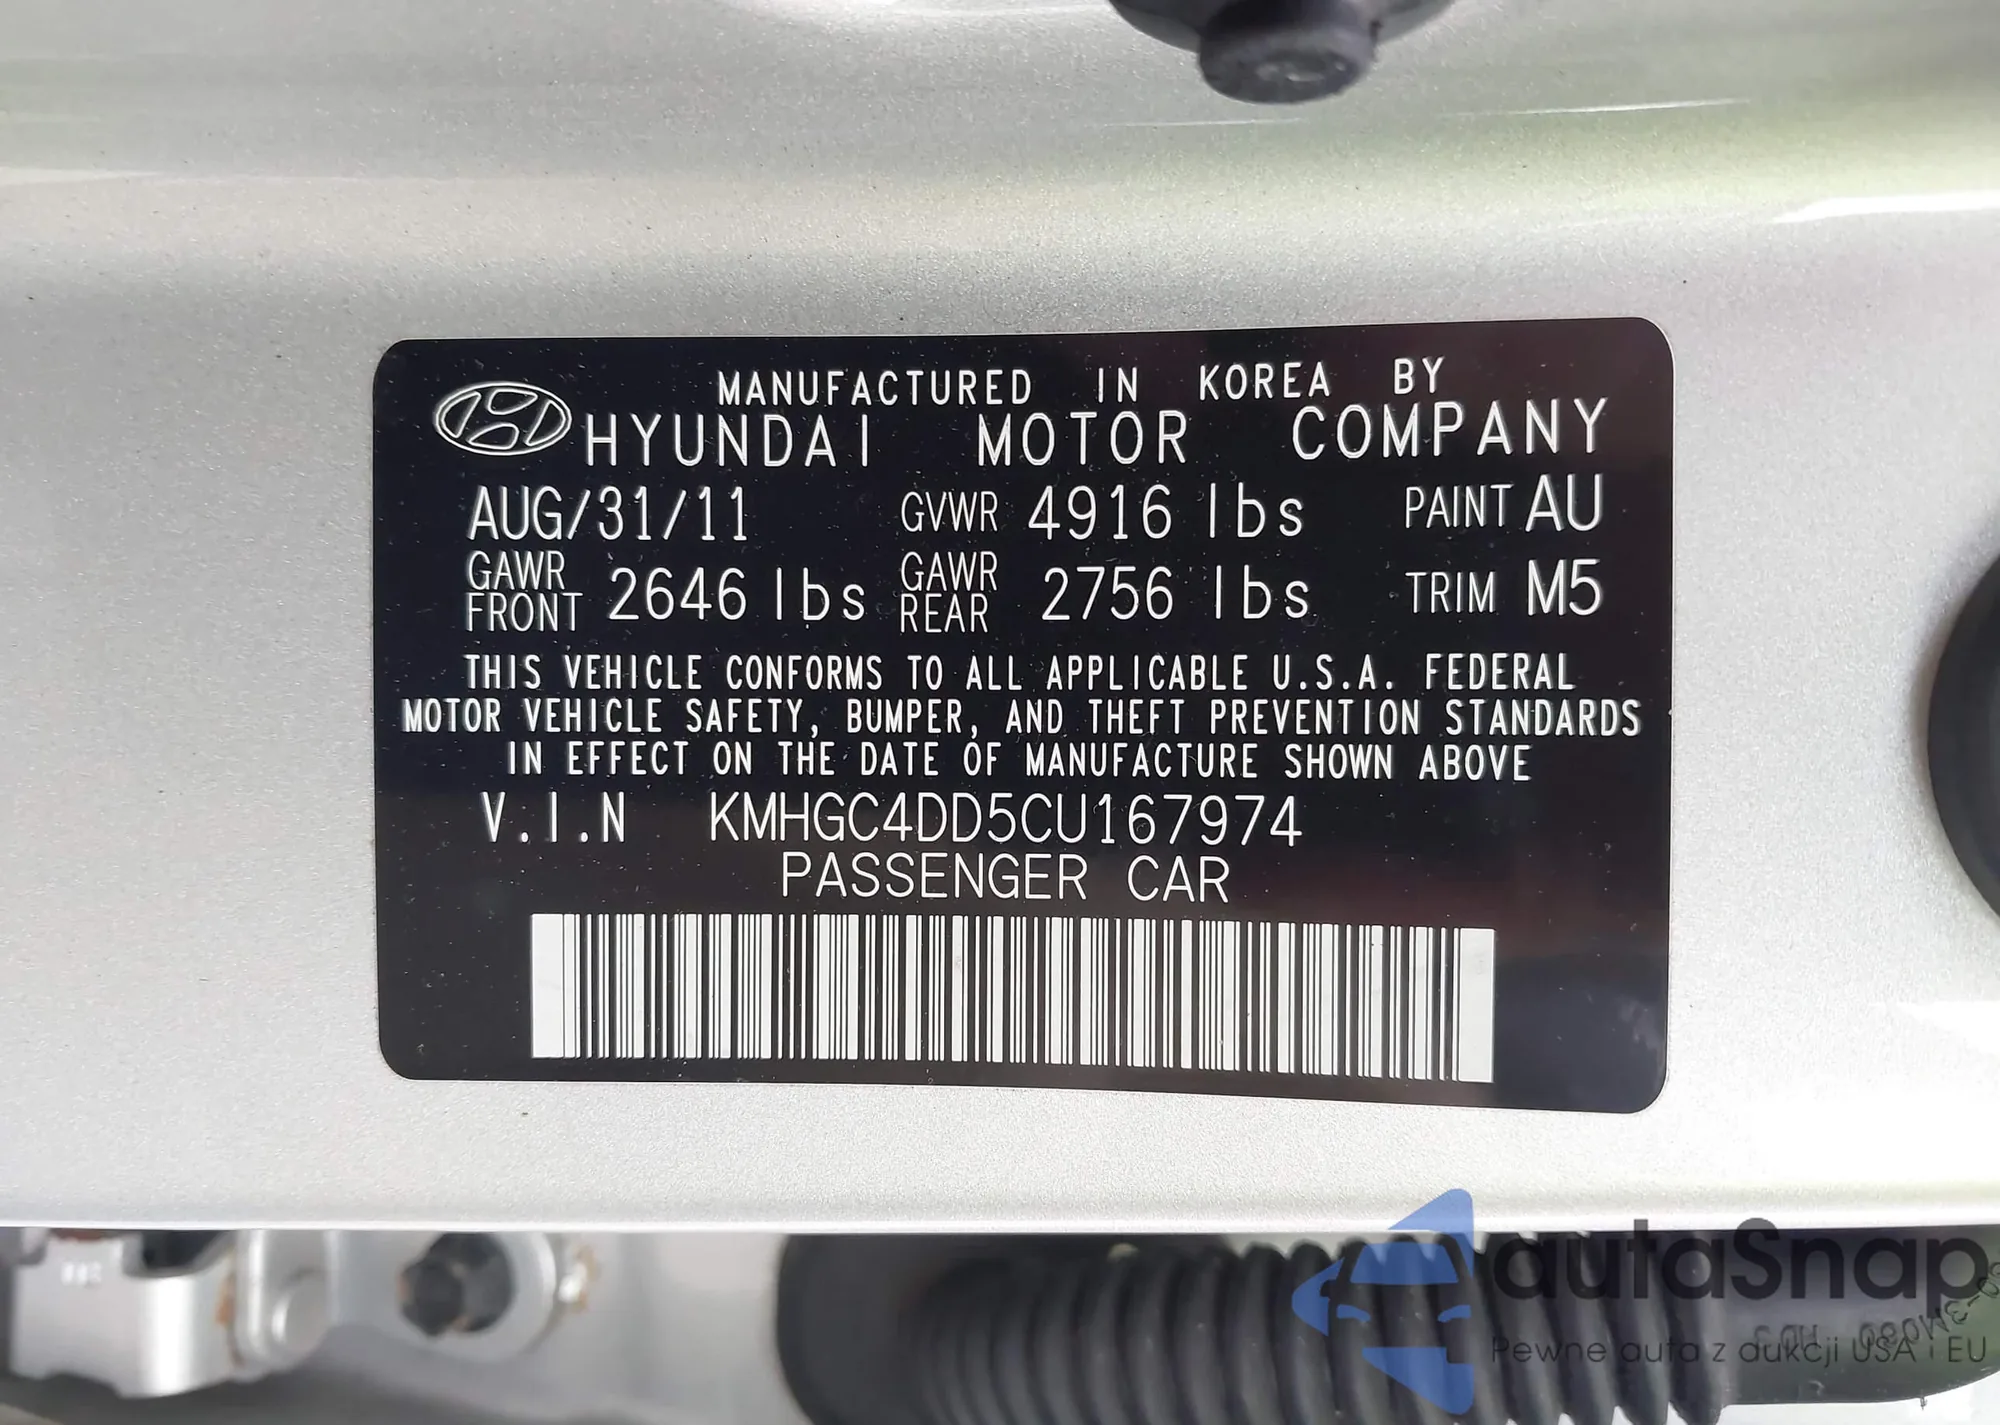 MANUFACTURED IN KOREA BY
HYUNDAI MOTOR COMPANY
AUG/31/11 GVWR 4916 lbs PAINT AU
GAWR FRONT 2646 lbs GAWR REAR 2756 lbs TRIM M5
THIS VEHICLE CONFORMS TO ALL APPLICABLE U.S.A. FEDERAL
MOTOR VEHICLE SAFETY, BUMPER, AND THEFT PREVENTION STANDARDS
IN EFFECT ON THE DATE OF MANUFACTURE SHOWN ABOVE
V.I.N KMHGC4DD5CU167974
PASSENGER CAR
autaSnap
Pewne auta z aukcji USA i EU